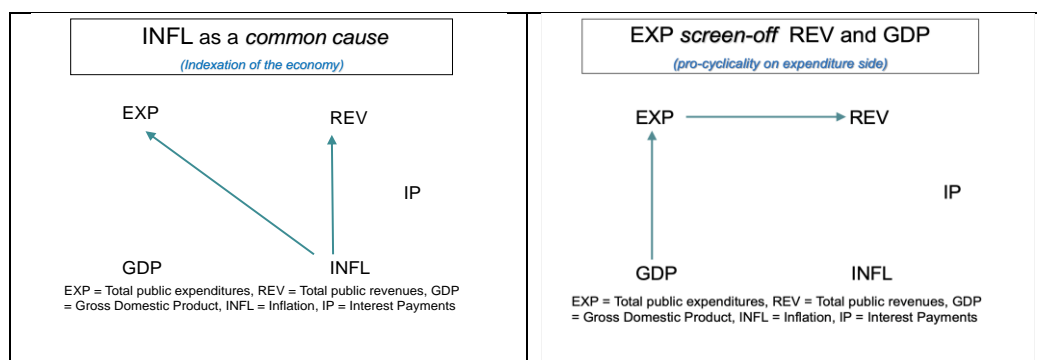 INFL as a common cause
(Indexation of the economy)
EXP
REV
IP
GDP
INFL
EXP = Total public expenditures, REV = Total public revenues, GDP
= Gross Domestic Product, INFL = Inflation, IP = Interest Payments
EXP screen-off REV and GDP
(pro-cyclicality on expenditure side)
EXP
REV
IP
GDP
INFL
EXP = Total public expenditures, REV = Total public revenues, GDP
= Gross Domestic Product, INFL = Inflation, IP = Interest Payments